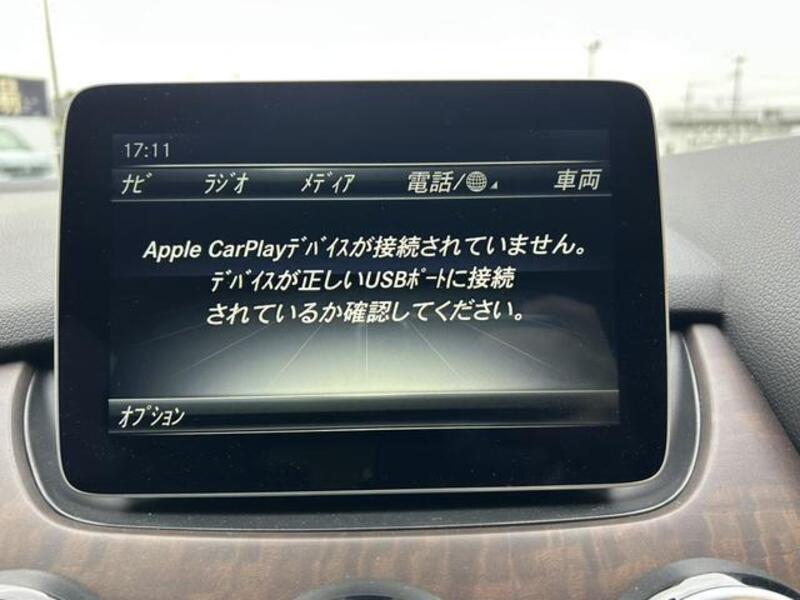 17:11
ﾅﾋﾞ ﾗｼﾞｵ ﾒﾃﾞｨｱ 電話/ 車両
Apple CarPlayﾃﾞﾊﾞｲｽが接続されていません。
ﾃﾞﾊﾞｲｽが正しいUSBﾎﾟｰﾄに接続
されているか確認してください。
ｵﾌﾟｼｮﾝ